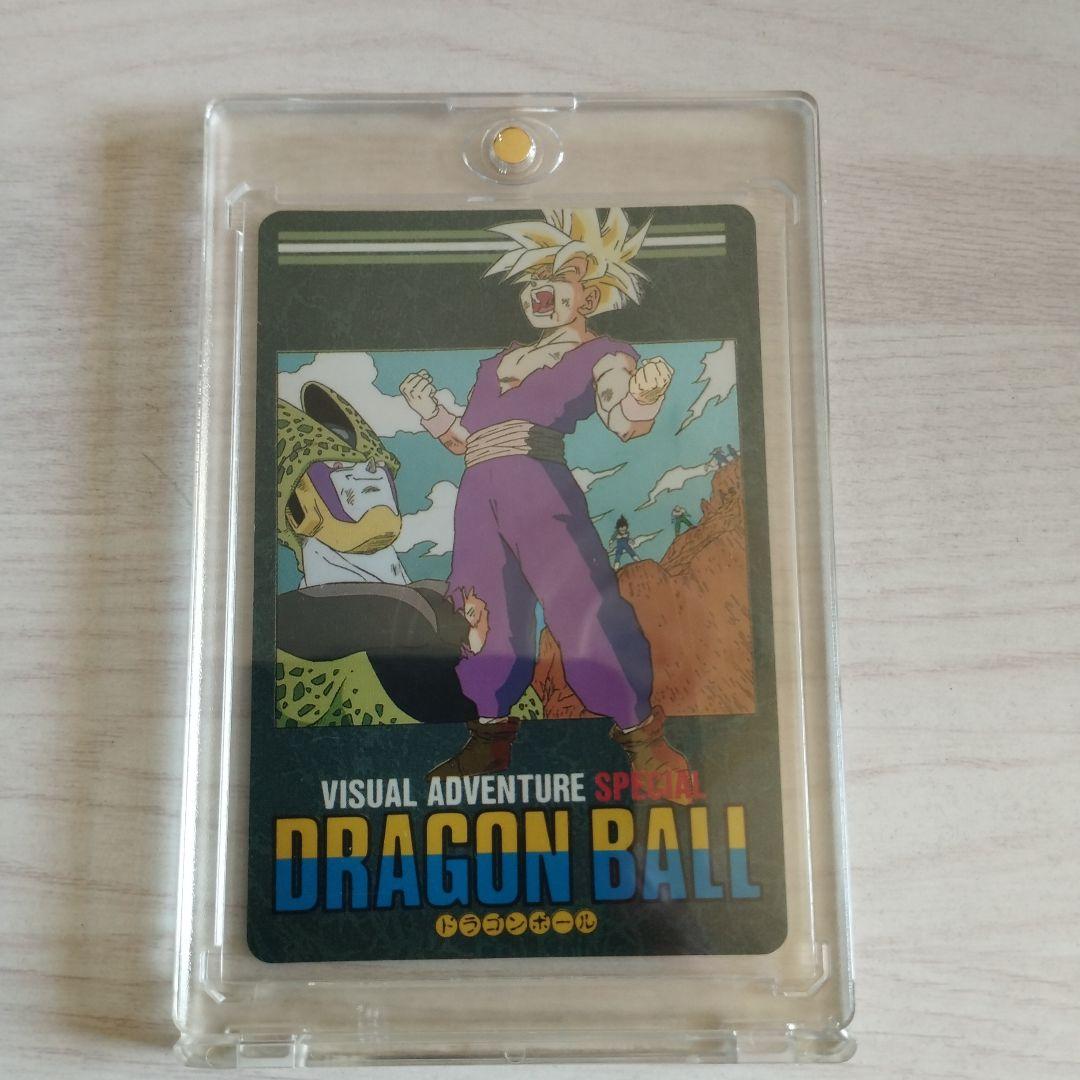 VISUAL ADVENTURE SPECIAL
DRAGON BALL
ドラゴンボール